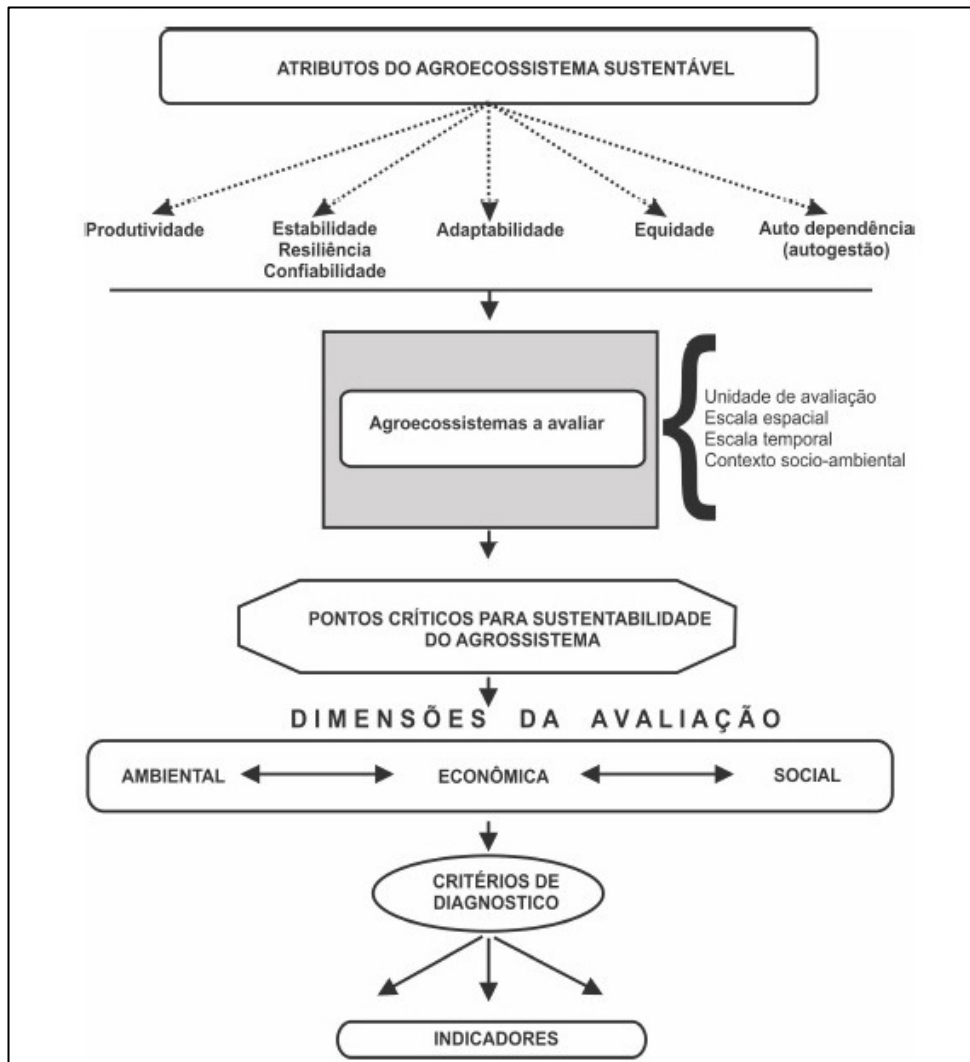 ATRIBUTOS DO AGROECOSSISTEMA SUSTENTÁVEL
Produtividade
Estabilidade
Resiliência
Confiabilidade
Adaptabilidade
Equidade
Auto dependência
(autogestão)
Agroecossistemas a avaliar
Unidade de avaliação
Escala espacial
Escala temporal
Contexto socio-ambiental
PONTOS CRÍTICOS PARA SUSTENTABILIDADE
DO AGROSSISTEMA
DIMENSÕES DA AVALIAÇÃO
AMBIENTAL
ECONÔMICA
SOCIAL
CRITÉRIOS DE
DIAGNOSTICO
INDICADORES